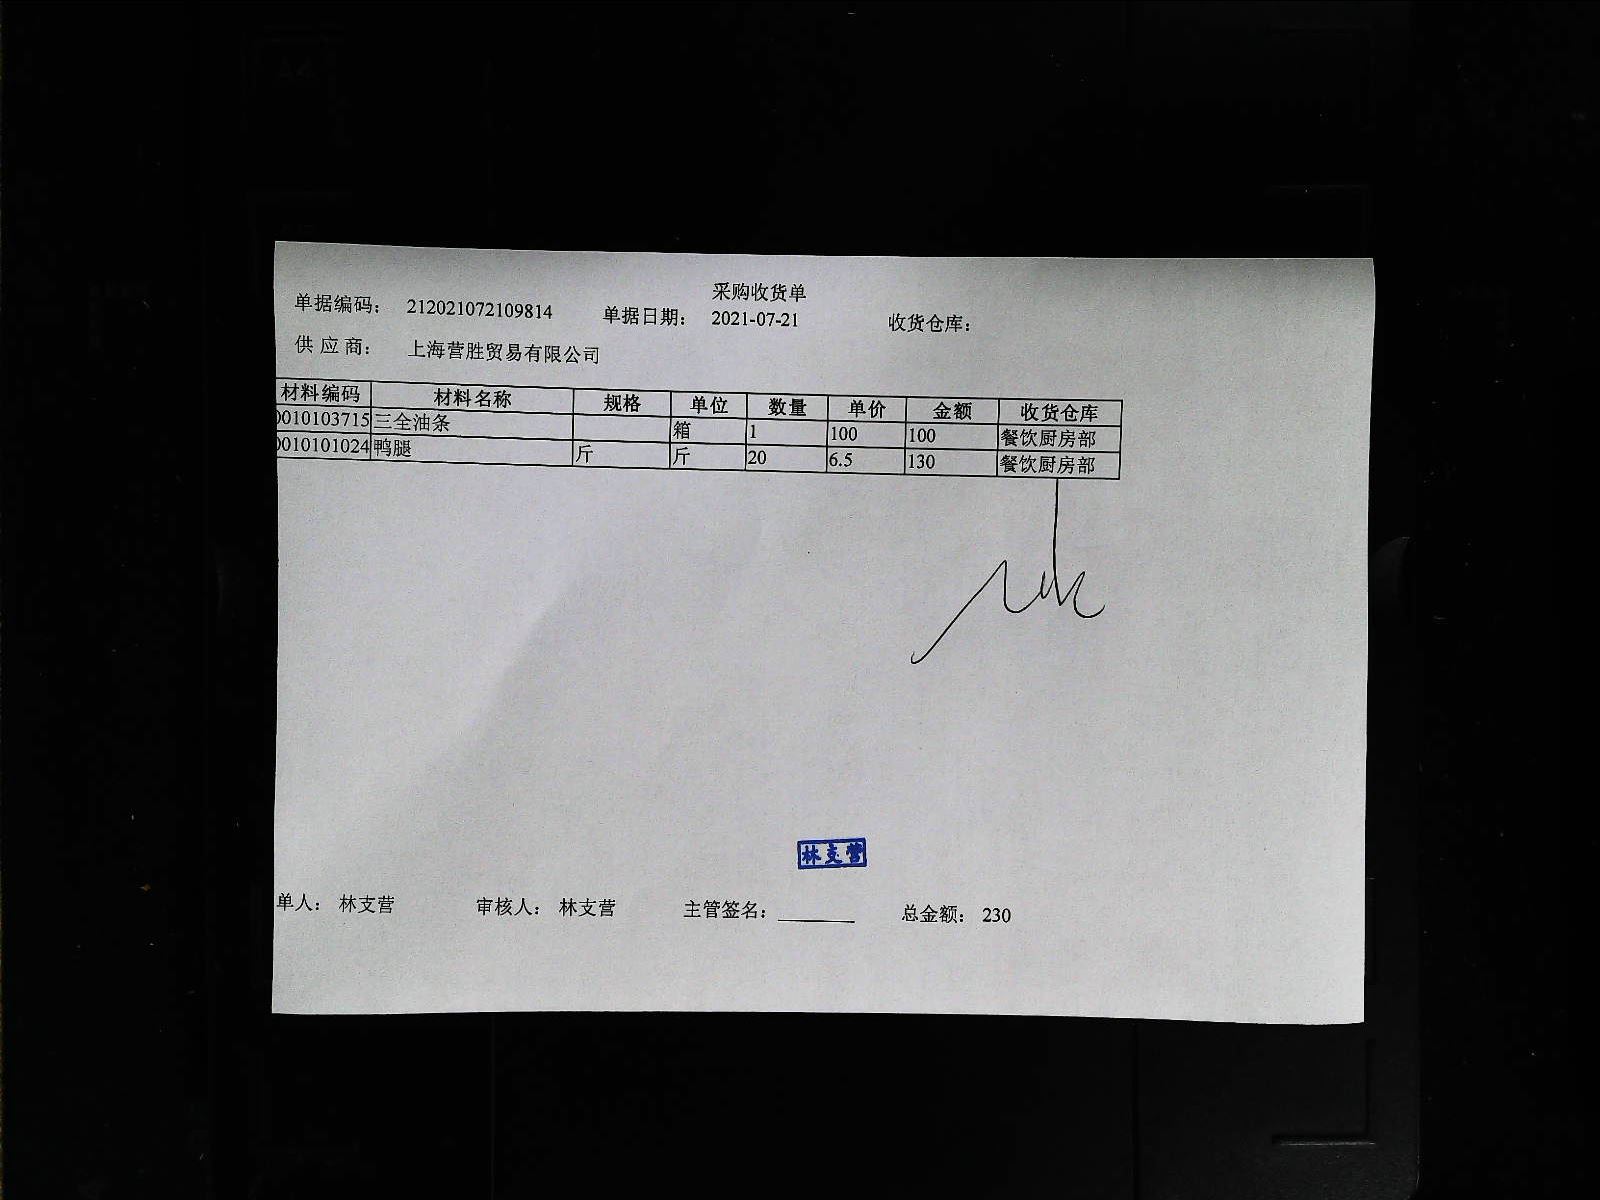 采购收货单
单据编码： 212021072109814 单据日期： 2021-07-21 收货仓库：
供 应 商： 上海营胜贸易有限公司
材料编码 材料名称 规格 单位 数量 单价 金额 收货仓库
0010103715 三全油条 箱 1 100 100 餐饮厨房部
0010101024 鸭腿 斤 斤 20 6.5 130 餐饮厨房部
林支营
单人： 林支营 审核人： 林支营 主管签名： 总金额： 230